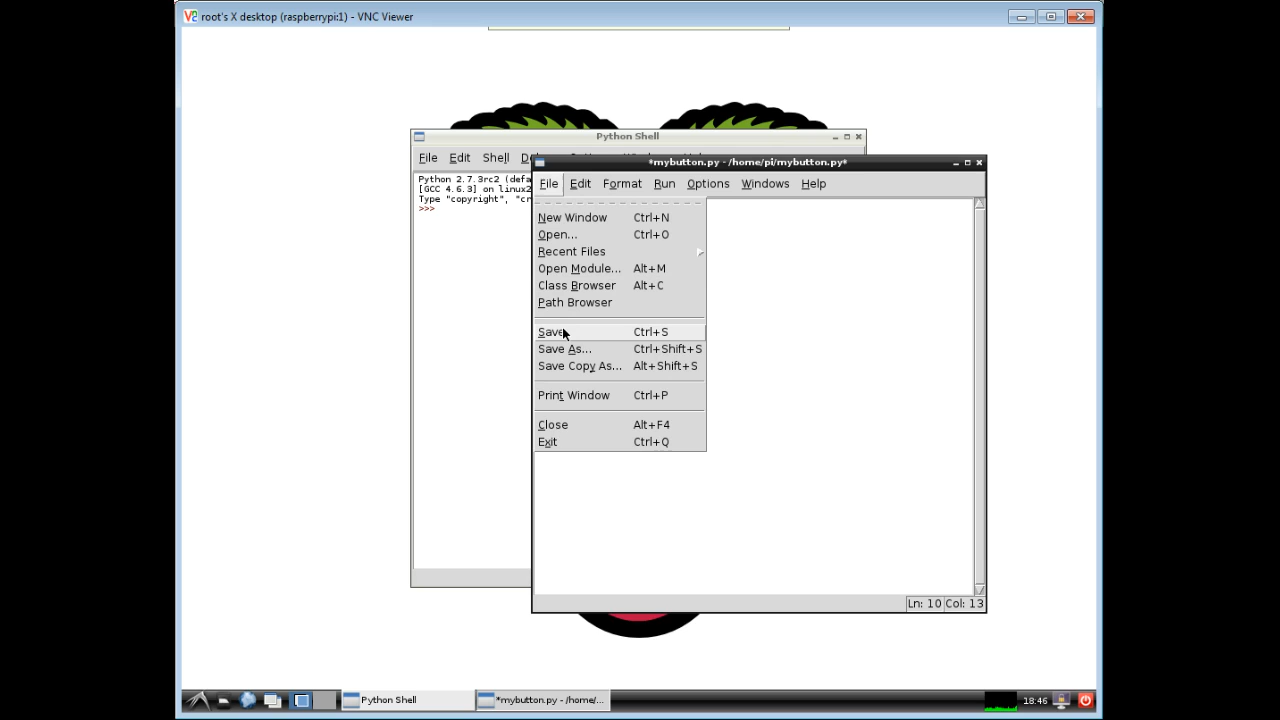 root's X desktop (raspberrypi:1) - VNC Viewer
Python Shell
File Edit Shell
Python 2.7.3rc2
[GCC 4.6.3] on linux2
Type "copyright",
>>>
*mybutton.py - /home/pi/mybutton.py*
File Edit Format Run Options Windows Help
New Window Ctrl+N
Open... Ctrl+O
Recent Files
Open Module... Alt+M
Class Browser Alt+C
Path Browser
Save Ctrl+S
Save As... Ctrl+Shift+S
Save Copy As... Alt+Shift+S
Print Window Ctrl+P
Close Alt+F4
Exit Ctrl+Q
Ln: 10 Col: 13
Python Shell
*mybutton.py - /home/...
18:46